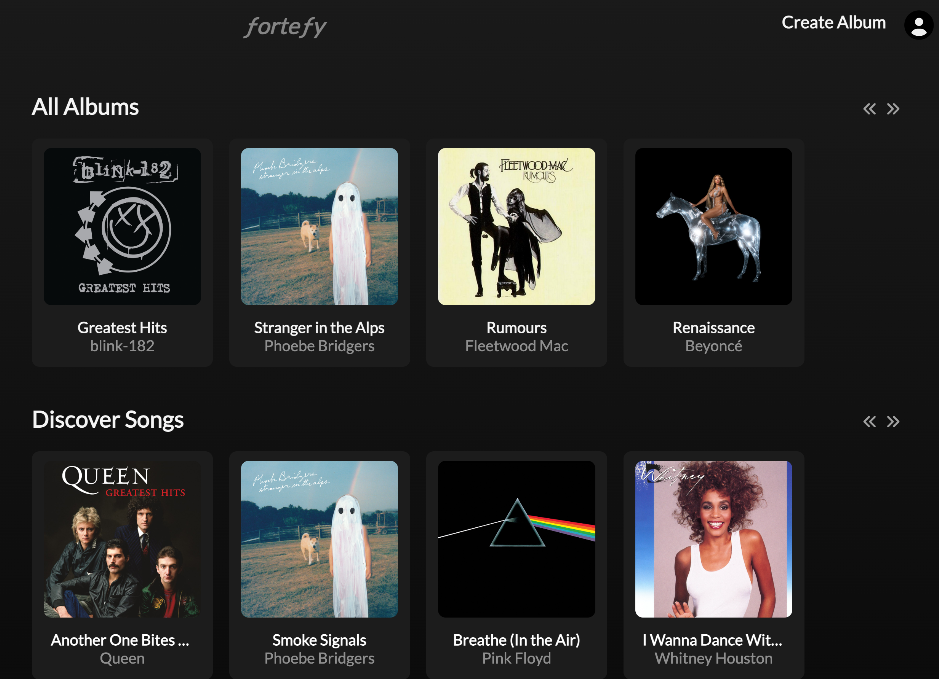 fortefy
Create Album
All Albums
blink-182
GREATEST HITS
Phoebe Bridgers
stranger in the alps
FLEETWOOD MAC
RUMOURS
Greatest Hits
blink-182
Stranger in the Alps
Phoebe Bridgers
Rumours
Fleetwood Mac
Renaissance
Beyoncé
Discover Songs
QUEEN
GREATEST HITS
Phoebe Bridgers
stranger in the alps
Whitney
Another One Bites ...
Queen
Smoke Signals
Phoebe Bridgers
Breathe (In the Air)
Pink Floyd
I Wanna Dance Wit...
Whitney Houston